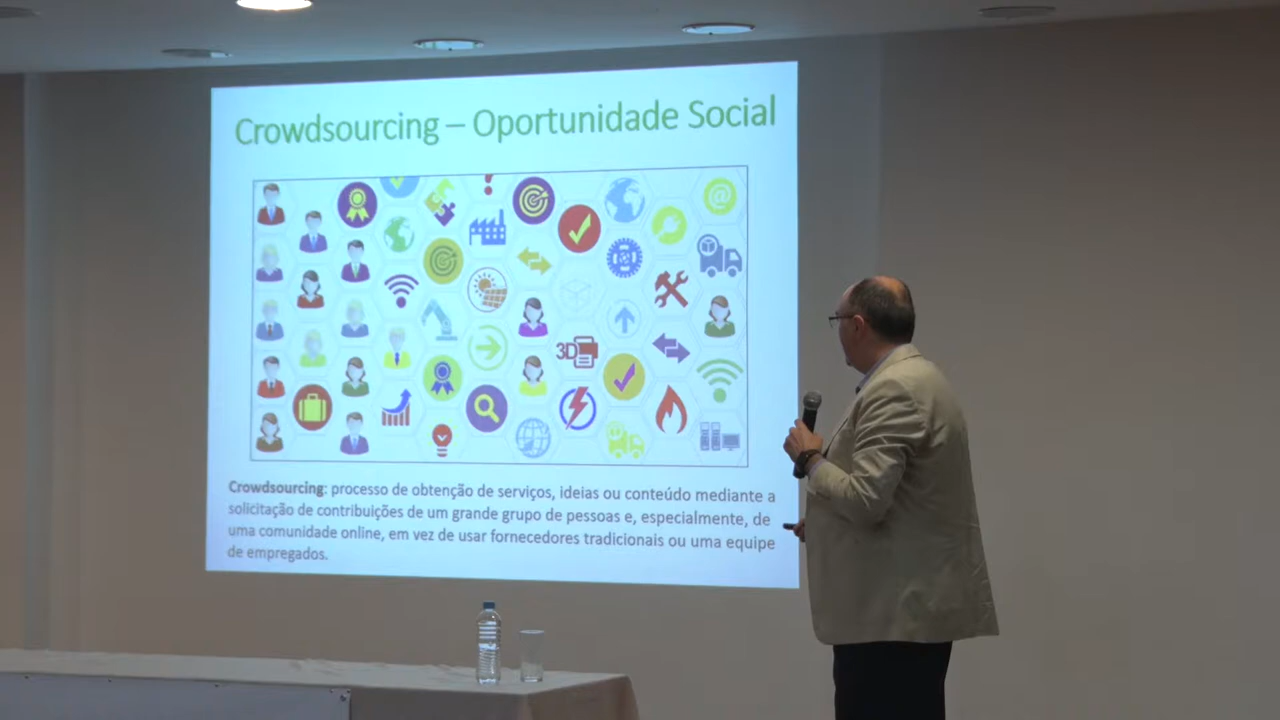 Crowdsourcing – Oportunidade Social
@
3D
Crowdsourcing: processo de obtenção de serviços, ideias ou conteúdo mediante a
solicitação de contribuições de um grande grupo de pessoas e, especialmente, de
uma comunidade online, em vez de usar fornecedores tradicionais ou uma equipe
de empregados.